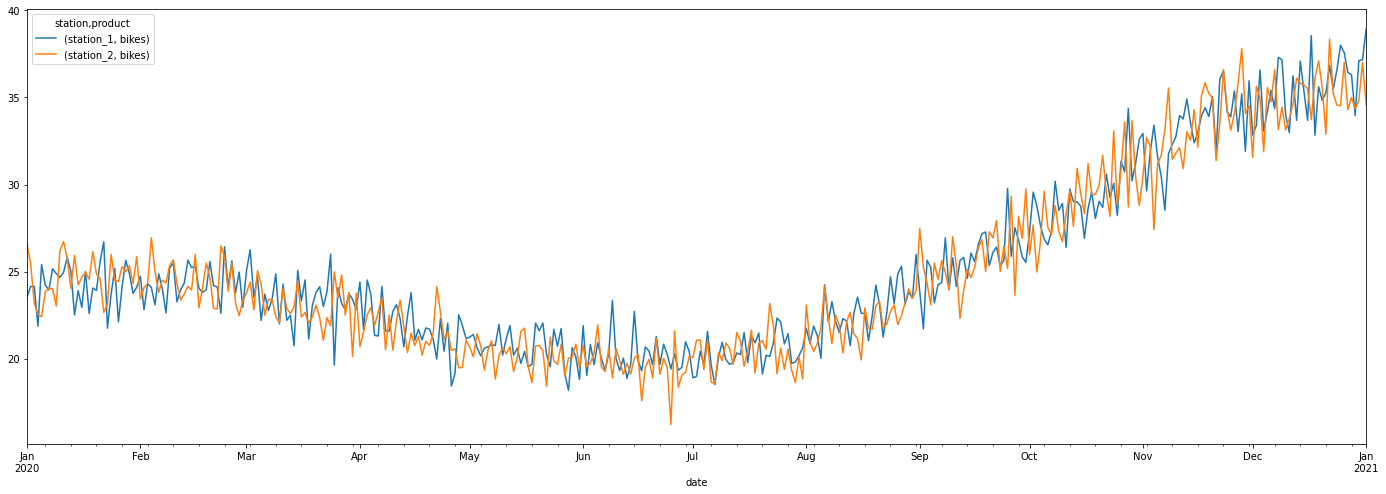 40
35
30
25
20
station,product
(station_1, bikes)
(station_2, bikes)
Jan Feb Mar Apr May Jun Jul Aug Sep Oct Nov Dec Jan
2020 2021
date